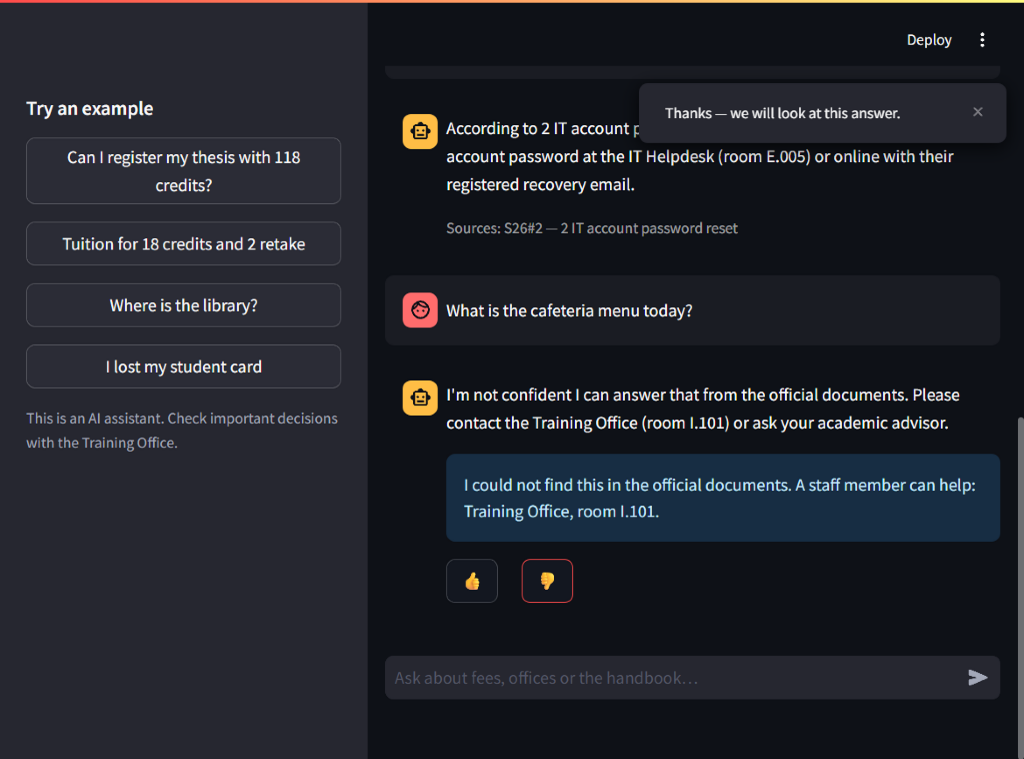 Deploy
Try an example
Can I register my thesis with 118
credits?
Tuition for 18 credits and 2 retake
Where is the library?
I lost my student card
This is an AI assistant. Check important decisions
with the Training Office.
Thanks — we will look at this answer.
According to 2 IT account
account password at the IT Helpdesk (room E.005) or online with their
registered recovery email.
Sources: S26#2 — 2 IT account password reset
What is the cafeteria menu today?
I'm not confident I can answer that from the official documents. Please
contact the Training Office (room I.101) or ask your academic advisor.
I could not find this in the official documents. A staff member can help:
Training Office, room I.101.
Ask about fees, offices or the handbook…